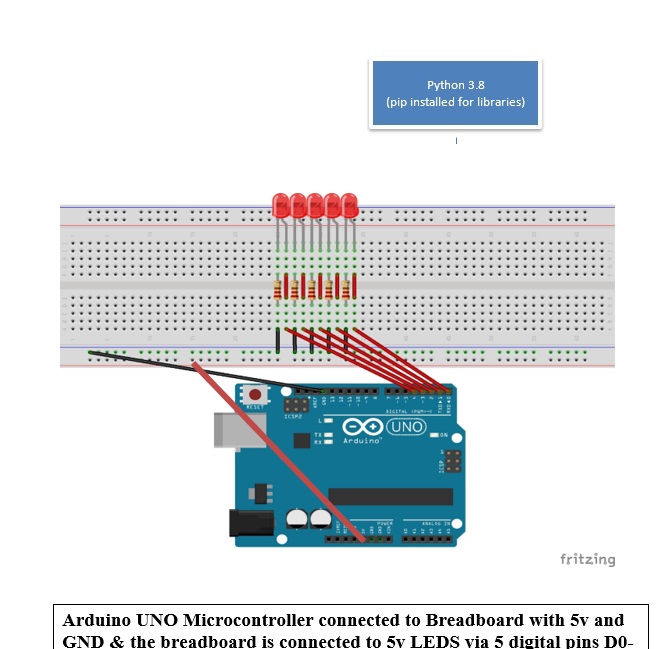 Python 3.8
(pip installed for libraries)
RESET
ICSP2
DIGITAL (PWM~)
L
TX
RX
UNO
ON
Arduino™
ICSP
POWER
ANALOG IN
fritzing
Arduino UNO Microcontroller connected to Breadboard with 5v and
GND & the breadboard is connected to 5v LEDS via 5 digital pins D0-